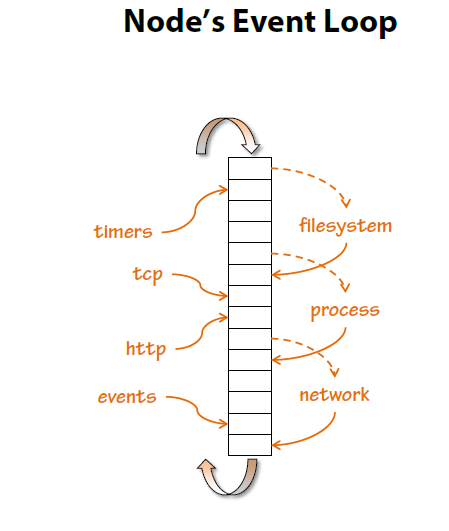 Node's Event Loop
timers
filesystem
tcp
process
http
events
network